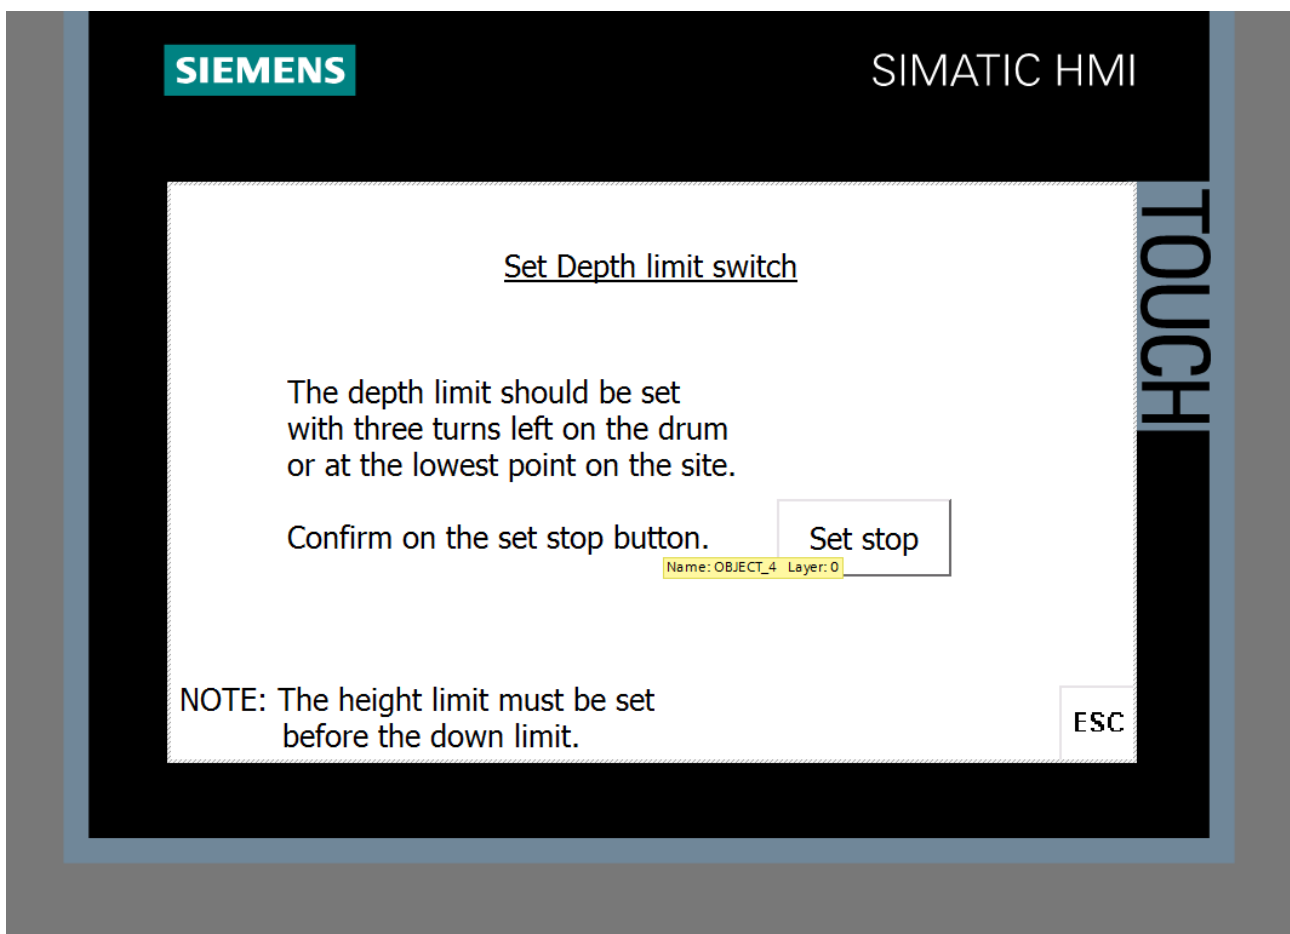 SIEMENS
SIMATIC HMI
TOUCH
Set Depth limit switch
The depth limit should be set
with three turns left on the drum
or at the lowest point on the site.
Confirm on the set stop button.
Set stop
Name: OBJECT_4 Layer: 0
NOTE: The height limit must be set
before the down limit.
ESC